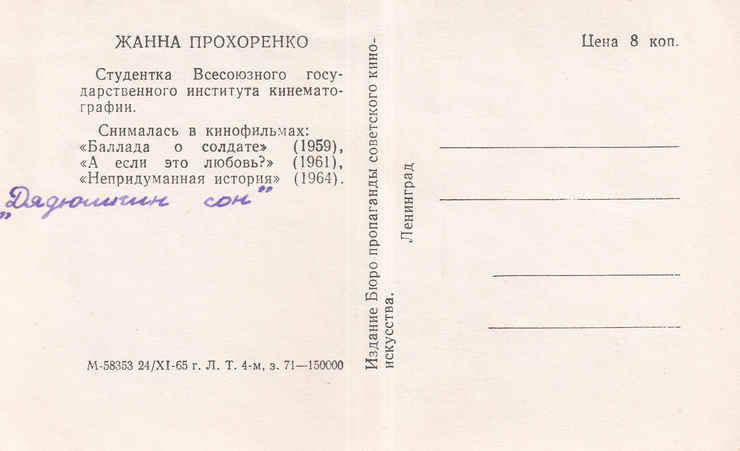 ЖАННА ПРОХОРЕНКО
Студентка Всесоюзного госу-
дарственного института кинемато-
графии.
Снималась в кинофильмах:
«Баллада о солдате» (1959),
«А если это любовь?» (1961),
«Непридуманная история» (1964).
„Дядюшкин сон"
М-58353 24/XI-65 г. Л. Т. 4-м, з. 71—150000
Издание Бюро пропаганды советского кино-
искусства.
Ленинград
Цена 8 коп.